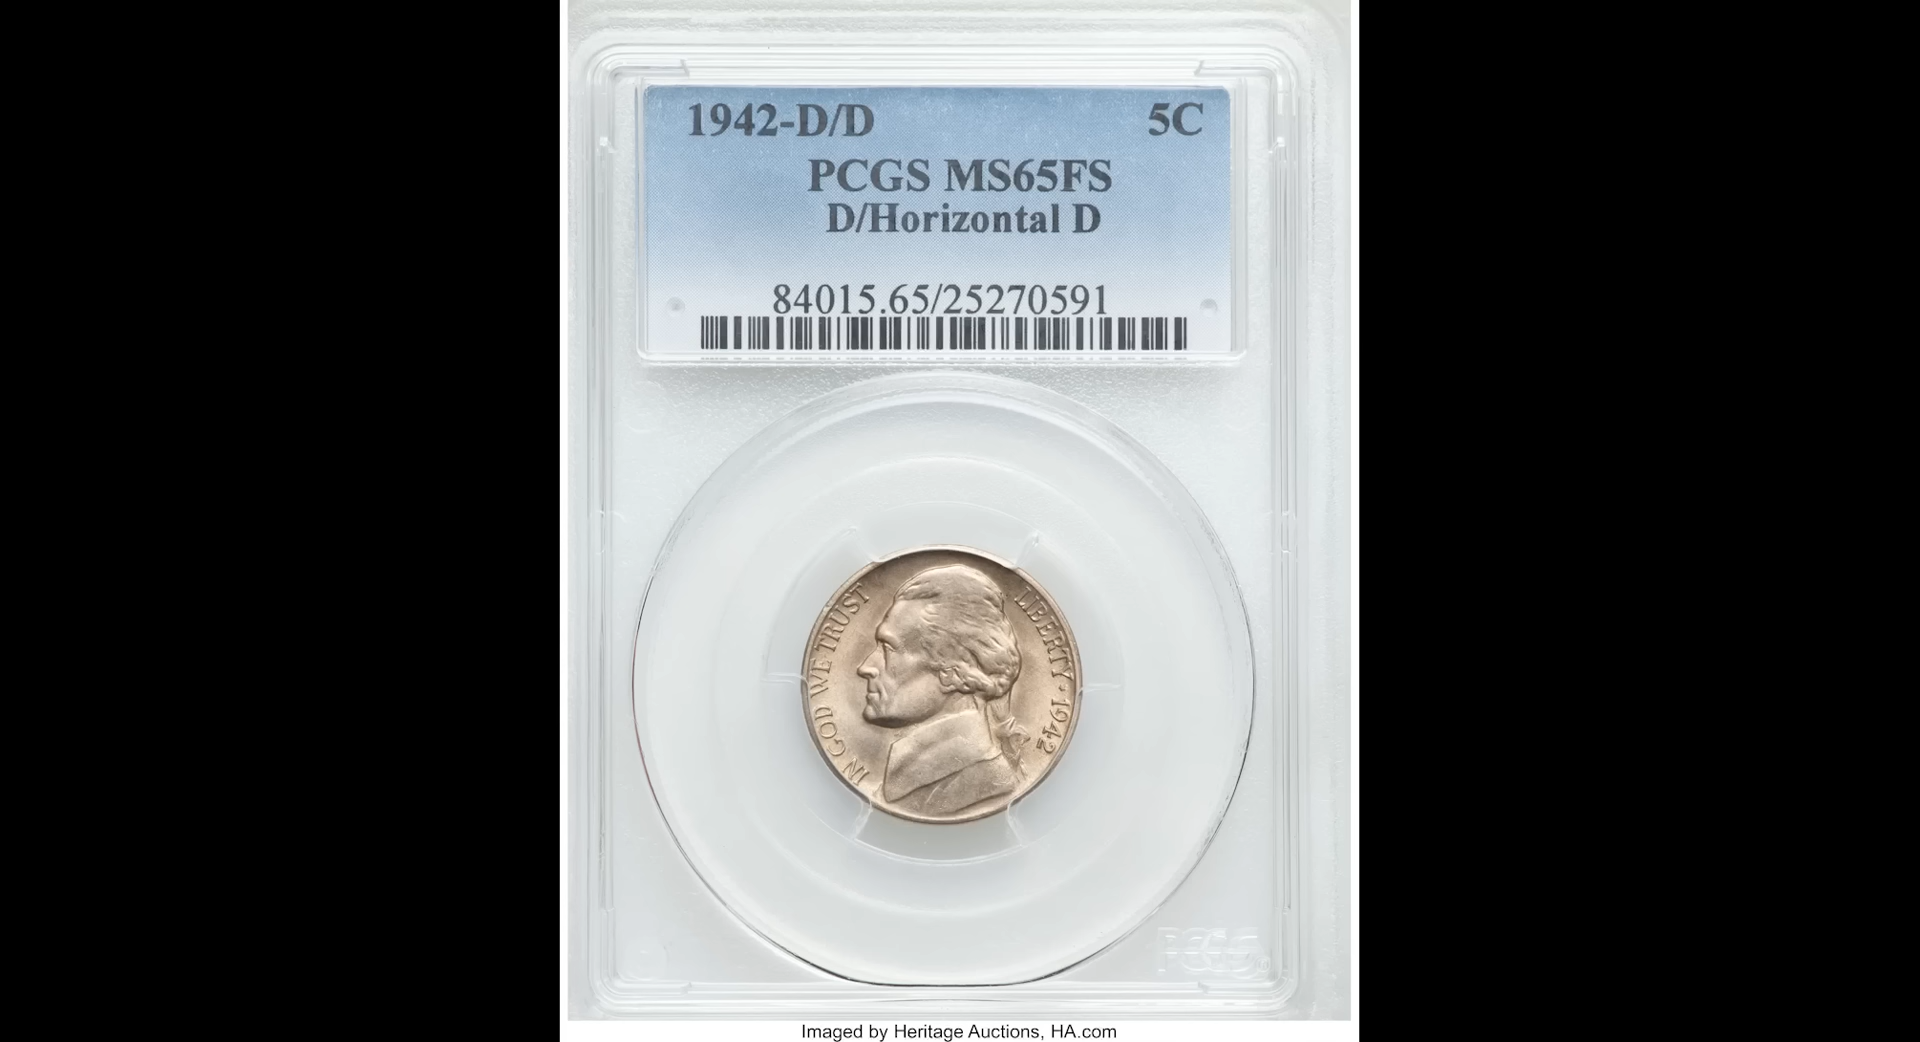 1942-D/D 5C
PCGS MS65FS
D/Horizontal D
84015.65/25270591
IN GOD WE TRUST
LIBERTY · 1942
PCGS
Imaged by Heritage Auctions, HA.com